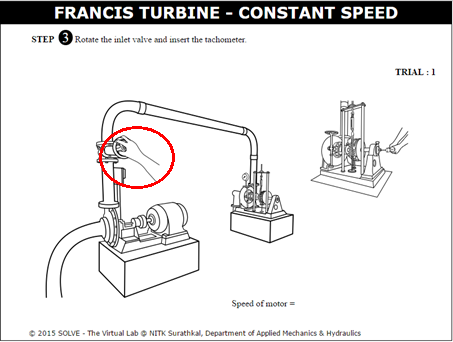 FRANCIS TURBINE - CONSTANT SPEED
STEP 3 Rotate the inlet valve and insert the tachometer.
TRIAL : 1
Speed of motor =
© 2015 SOLVE - The Virtual Lab @ NITK Surathkal, Department of Applied Mechanics & Hydraulics